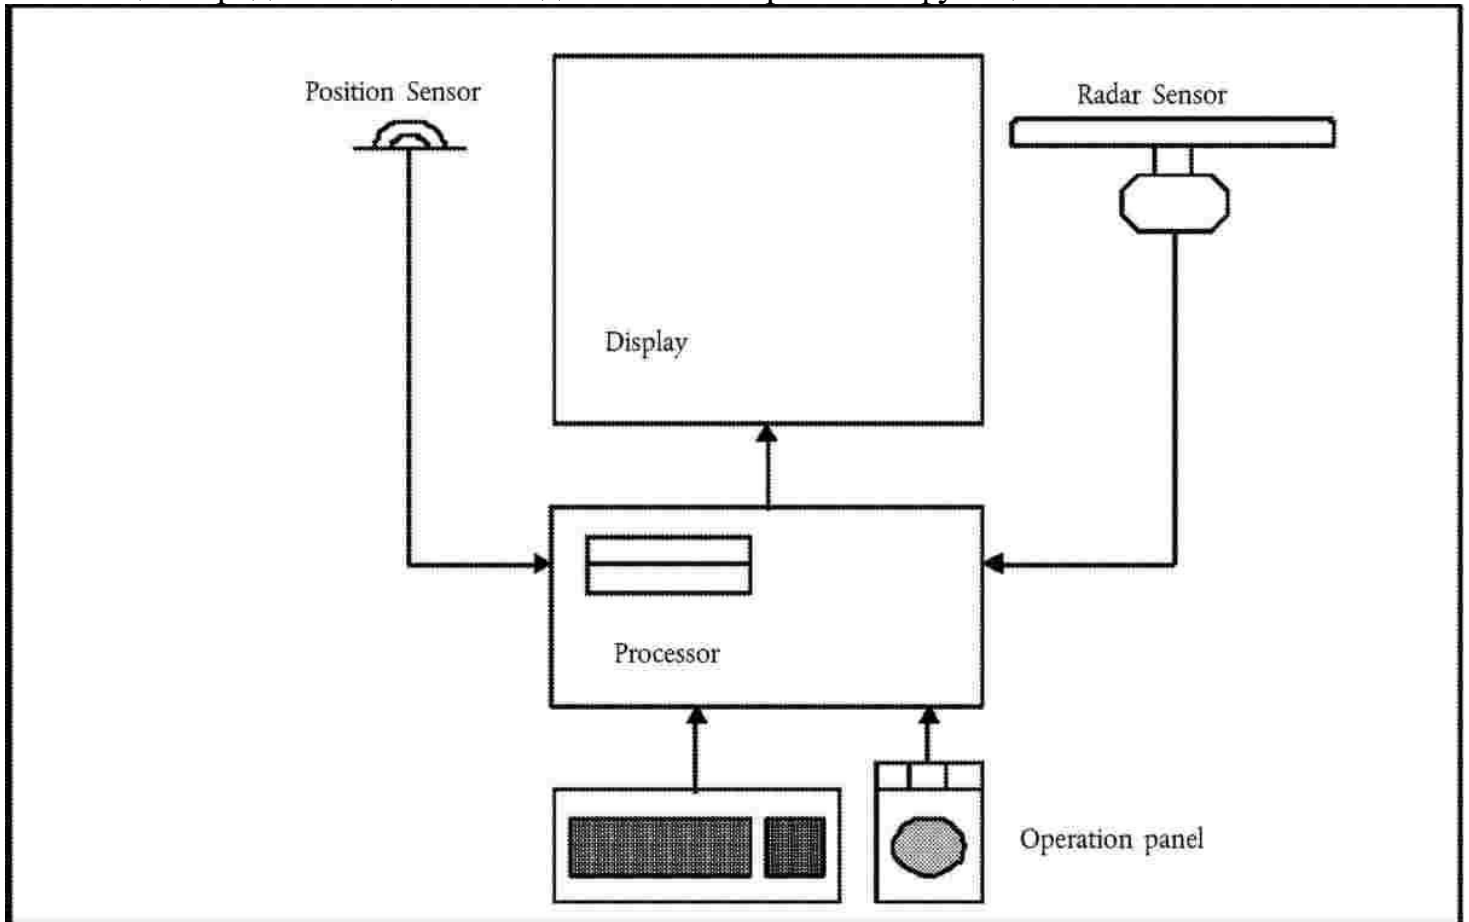 Position Sensor
Radar Sensor
Display
Processor
Operation panel